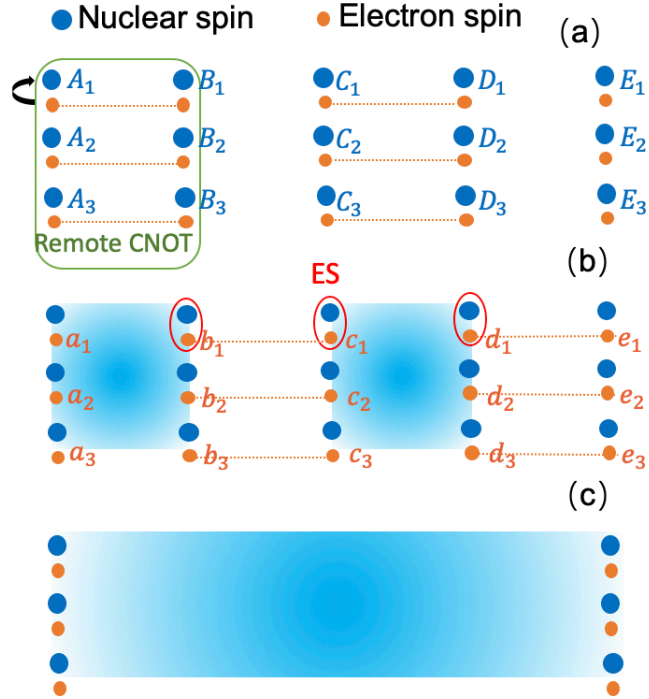 Nuclear spin Electron spin
(a)
A₁ B₁ C₁ D₁ E₁
A₂ B₂ C₂ D₂ E₂
A₃ B₃ C₃ D₃ E₃
Remote CNOT
(b)
ES
a₁ b₁ c₁ d₁ e₁
a₂ b₂ c₂ d₂ e₂
a₃ b₃ c₃ d₃ e₃
(c)